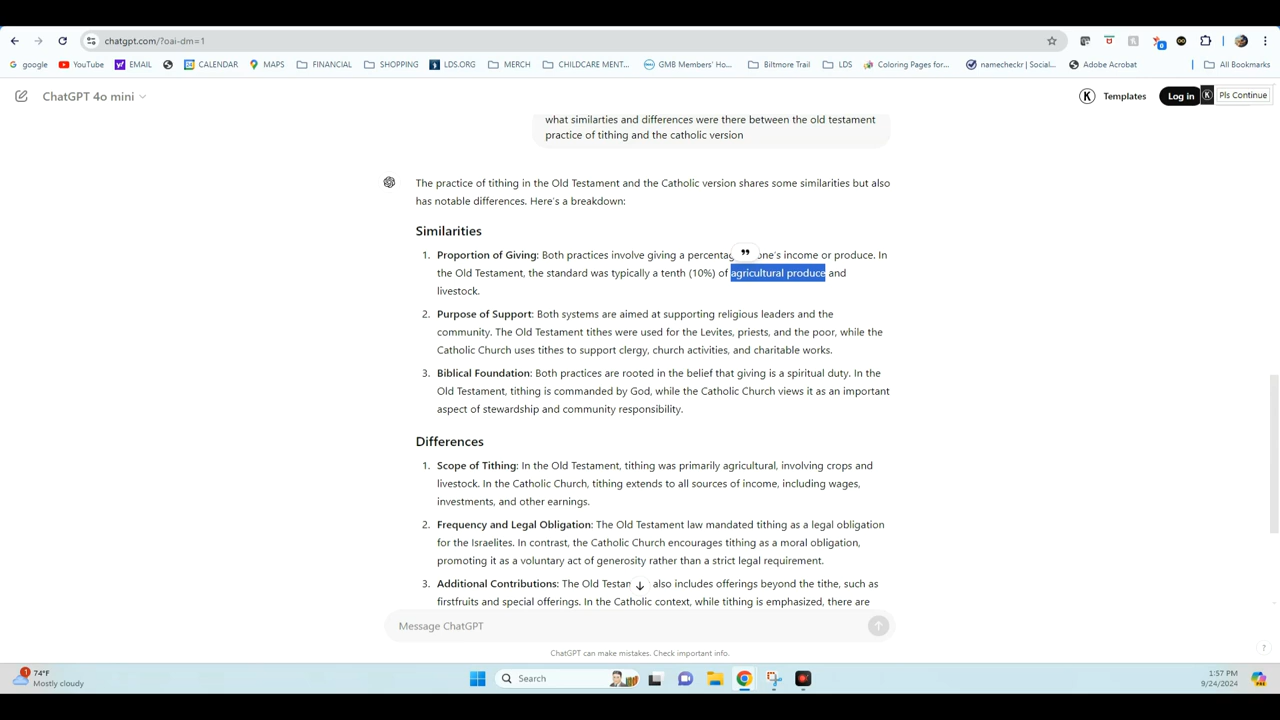 chatgpt.com/?oai-dm=1
google
YouTube
EMAIL
CALENDAR
MAPS
FINANCIAL
SHOPPING
LDS.ORG
MERCH
CHILDCARE MENT...
GMB Members' Ho...
Biltmore Trail
LDS
Coloring Pages for...
namecheckr | Social...
Adobe Acrobat
All Bookmarks
ChatGPT 4o mini
K Templates
Log in
K Pls Continue
what similarties and differences were there between the old testament
practice of tithing and the catholic version
The practice of tithing in the Old Testament and the Catholic version shares some similarities but also
has notable differences. Here's a breakdown:
Similarities
1. Proportion of Giving: Both practices involve giving a percentag one's income or produce. In
the Old Testament, the standard was typically a tenth (10%) of agricultural produce and
livestock.
2. Purpose of Support: Both systems are aimed at supporting religious leaders and the
community. The Old Testament tithes were used for the Levites, priests, and the poor, while the
Catholic Church uses tithes to support clergy, church activities, and charitable works.
3. Biblical Foundation: Both practices are rooted in the belief that giving is a spiritual duty. In the
Old Testament, tithing is commanded by God, while the Catholic Church views it as an important
aspect of stewardship and community responsibility.
Differences
1. Scope of Tithing: In the Old Testament, tithing was primarily agricultural, involving crops and
livestock. In the Catholic Church, tithing extends to all sources of income, including wages,
investments, and other earnings.
2. Frequency and Legal Obligation: The Old Testament law mandated tithing as a legal obligation
for the Israelites. In contrast, the Catholic Church encourages tithing as a moral obligation,
promoting it as a voluntary act of generosity rather than a strict legal requirement.
3. Additional Contributions: The Old Testan also includes offerings beyond the tithe, such as
firstfruits and special offerings. In the Catholic context, while tithing is emphasized, there are
Message ChatGPT
ChatGPT can make mistakes. Check important info.
?
1
74°F
Mostly cloudy
Search
1:57 PM
9/24/2024